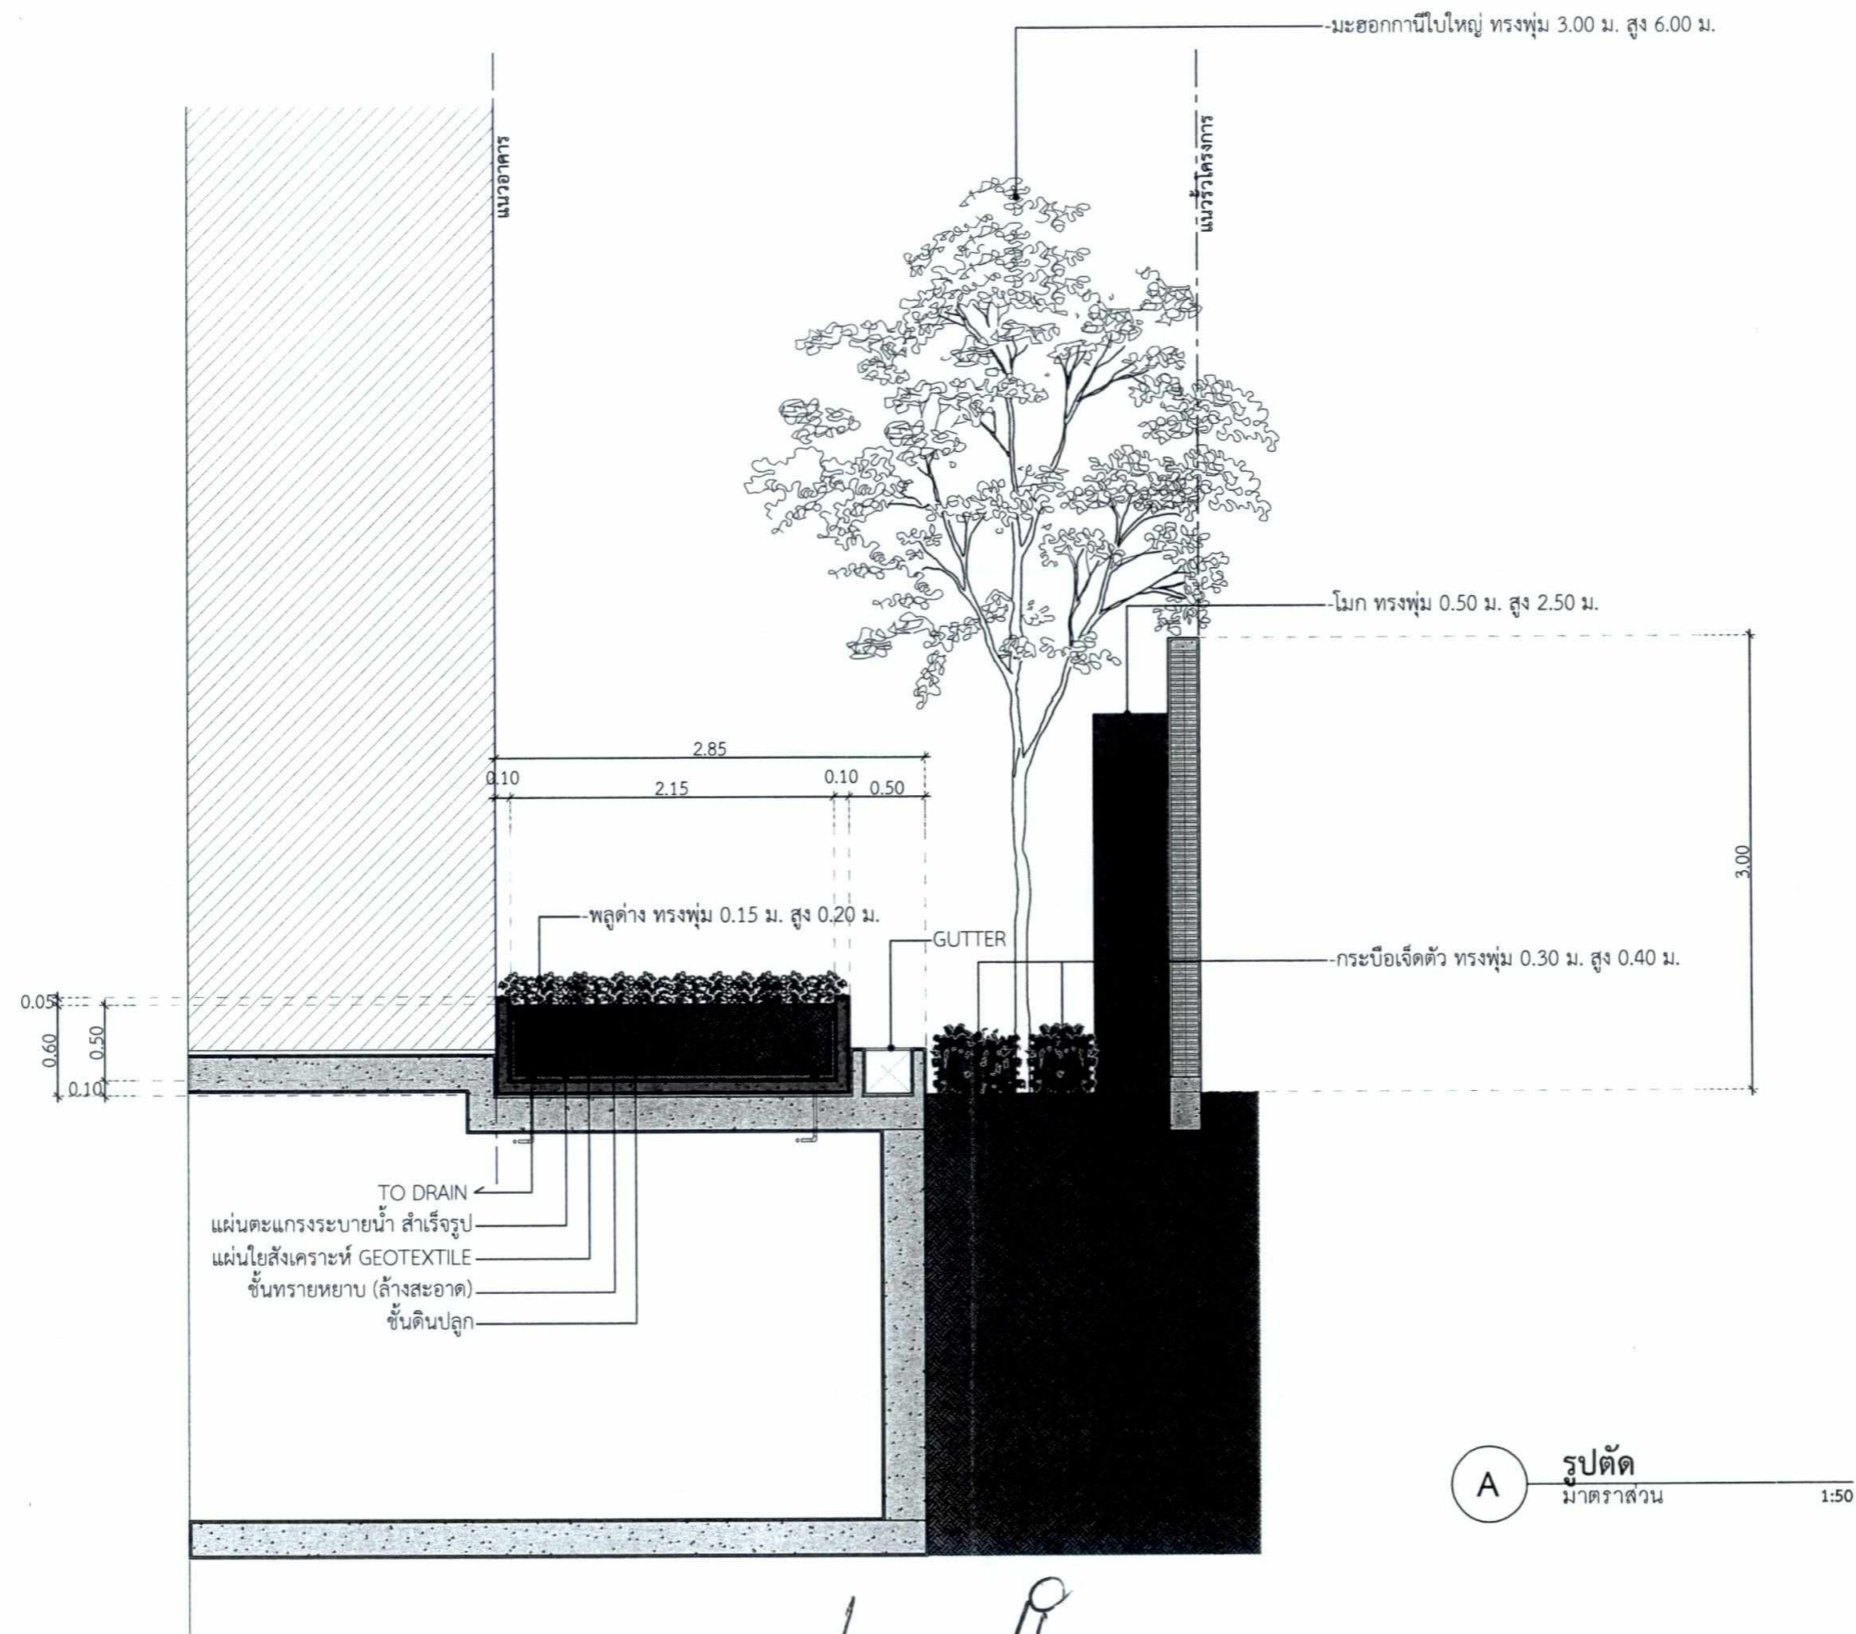 -มะฮอกกานีใบใหญ่ ทรงพุ่ม 3.00 ม. สูง 6.00 ม.
แนวอาคาร
แนวรั้วโครงการ
-โมก ทรงพุ่ม 0.50 ม. สูง 2.50 ม.
2.85
0.10
2.15
0.10
0.50
3.00
-พลูด่าง ทรงพุ่ม 0.15 ม. สูง 0.20 ม.
GUTTER
-กระบือเจ็ดตัว ทรงพุ่ม 0.30 ม. สูง 0.40 ม.
0.05
0.60
0.50
0.10
TO DRAIN
แผ่นตะแกรงระบายน้ำ สำเร็จรูป
แผ่นใยสังเคราะห์ GEOTEXTILE
ชั้นทรายหยาบ (ล้างสะอาด)
ชั้นดินปลูก
A
รูปตัด
มาตราส่วน 1:50